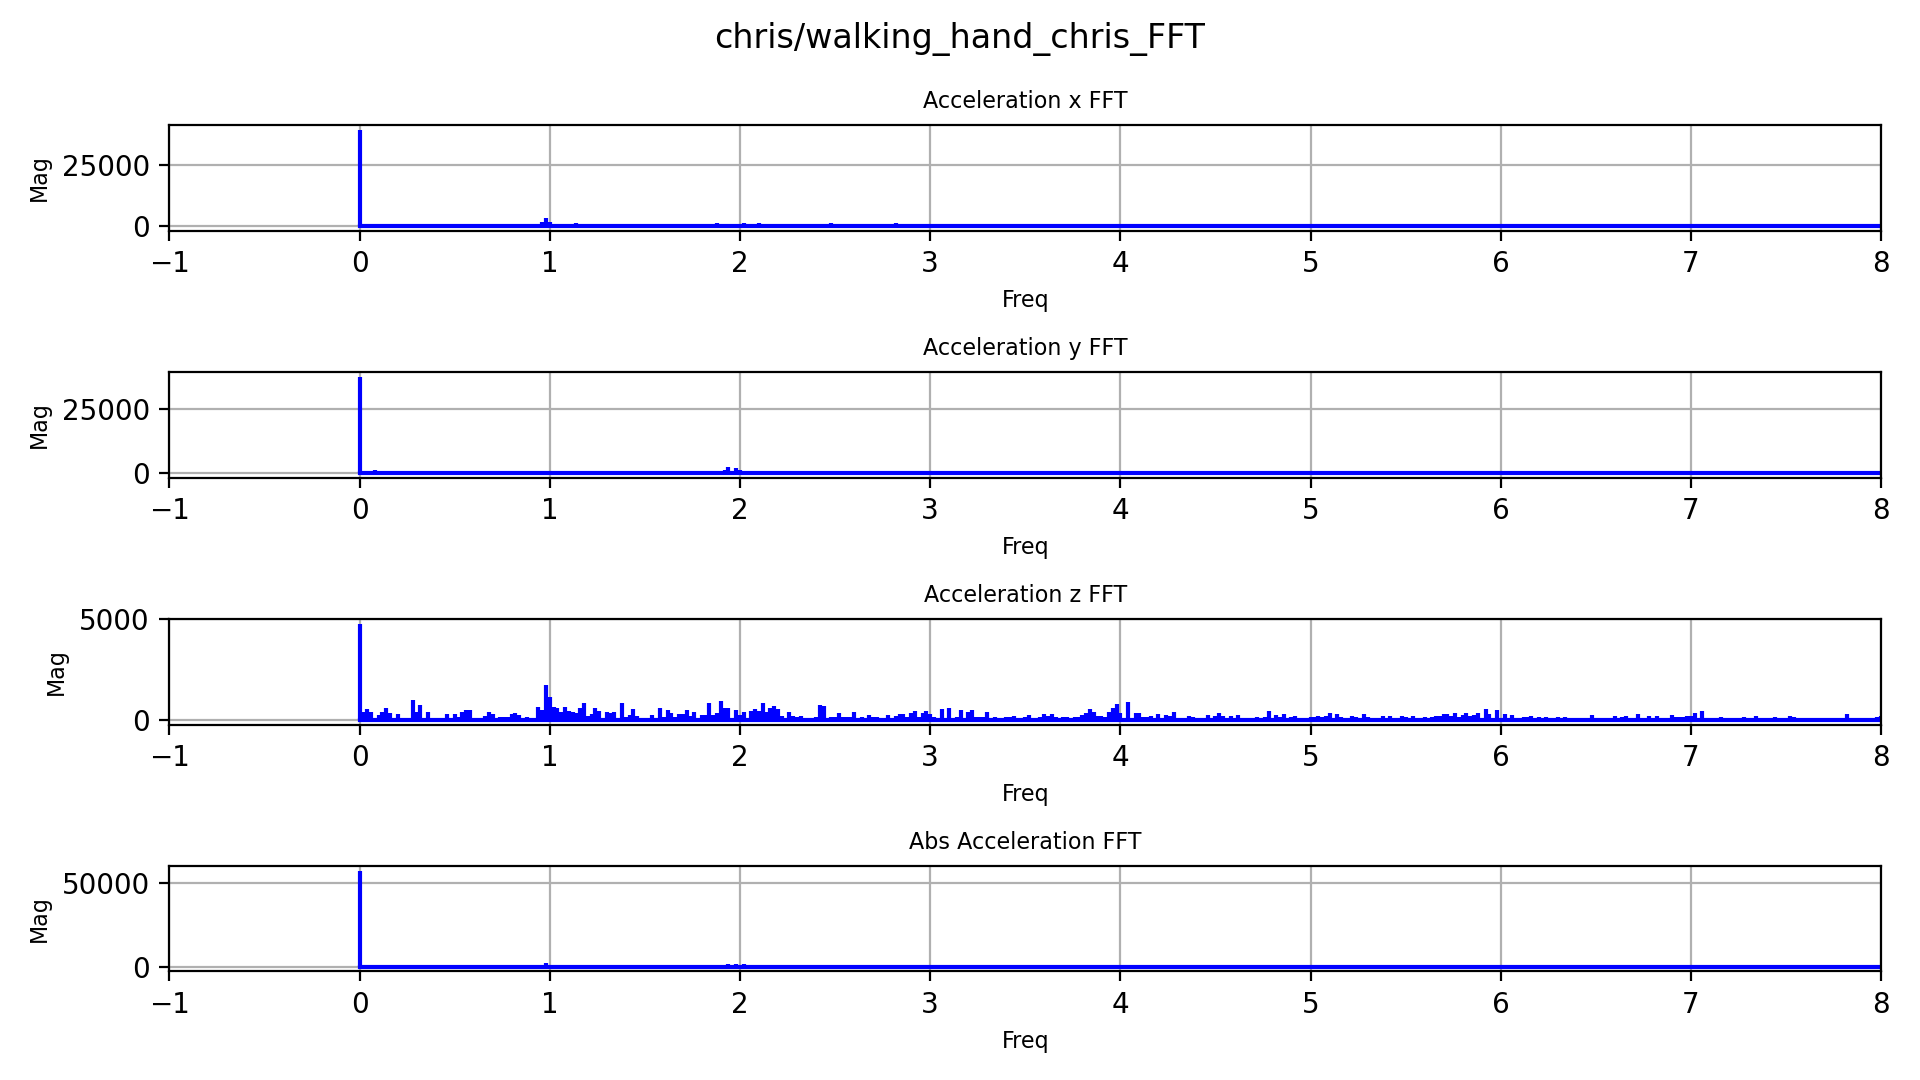 chris/walking_hand_chris_FFT
Acceleration x FFT
Mag
25000
0
−1 0 1 2 3 4 5 6 7 8
Freq
Acceleration y FFT
Mag
25000
0
−1 0 1 2 3 4 5 6 7 8
Freq
Acceleration z FFT
Mag
5000
0
−1 0 1 2 3 4 5 6 7 8
Freq
Abs Acceleration FFT
Mag
50000
0
−1 0 1 2 3 4 5 6 7 8
Freq